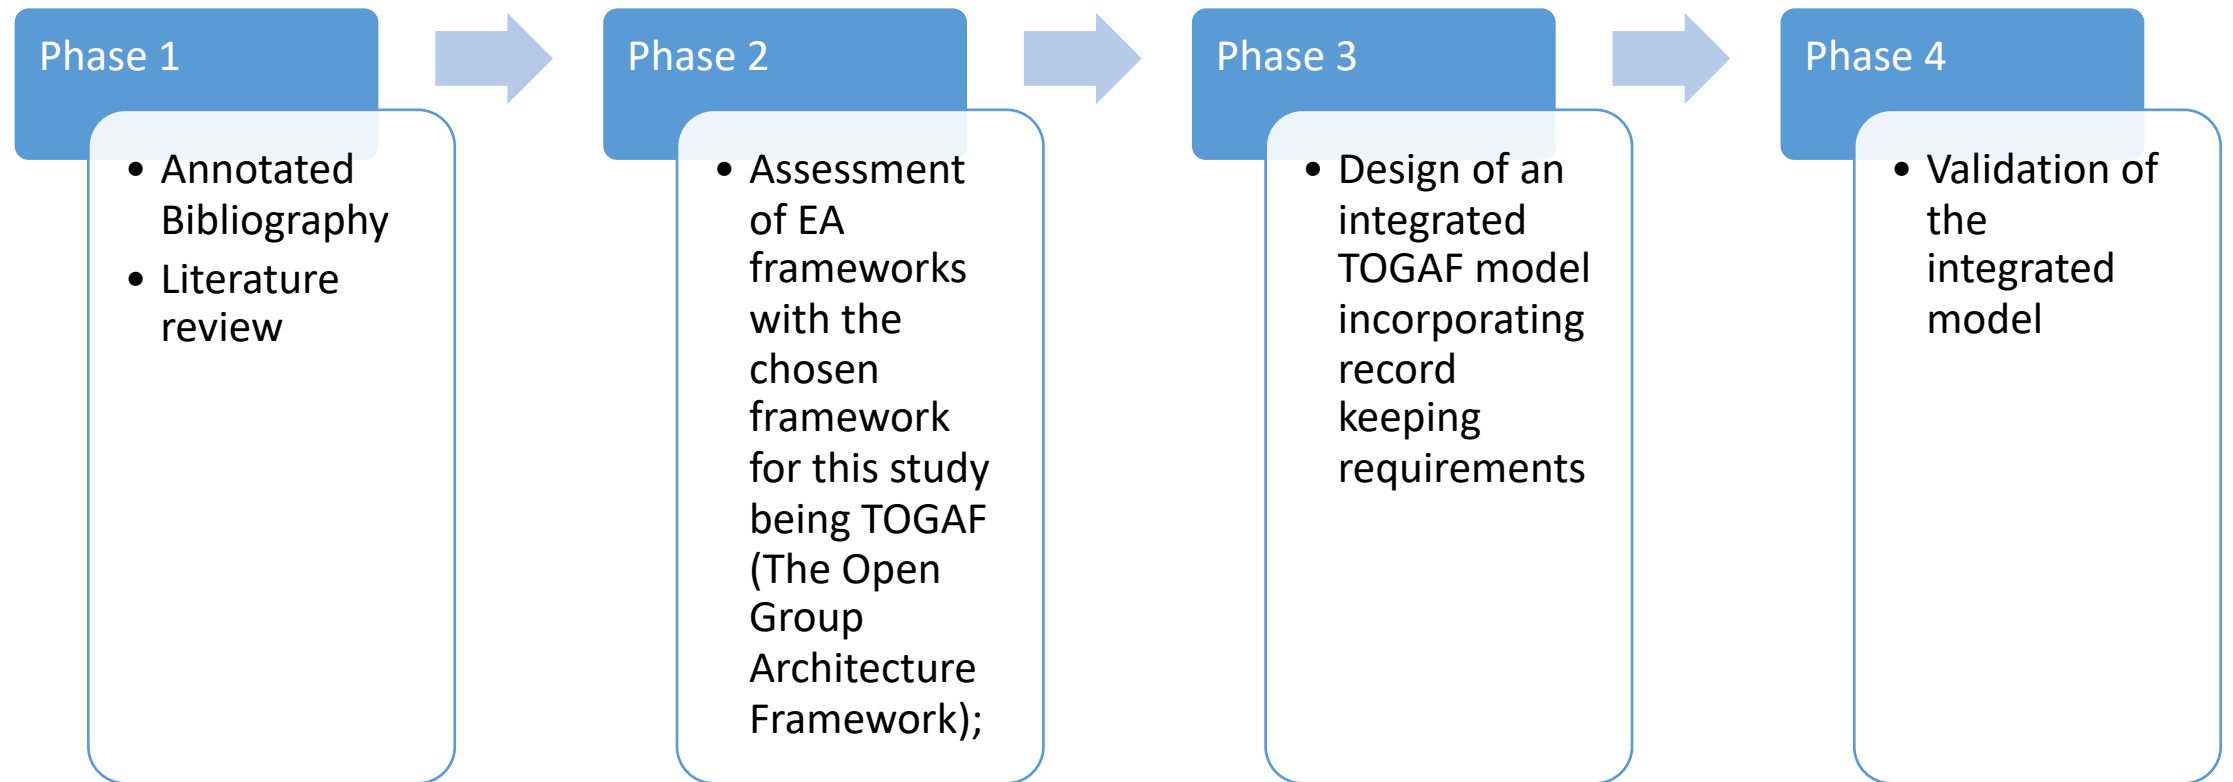 Phase 1
• Annotated
Bibliography
• Literature
review
Phase 2
• Assessment
of EA
frameworks
with the
chosen
framework
for this study
being TOGAF
(The Open
Group
Architecture
Framework);
Phase 3
• Design of an
integrated
TOGAF model
incorporating
record
keeping
requirements
Phase 4
• Validation of
the
integrated
model